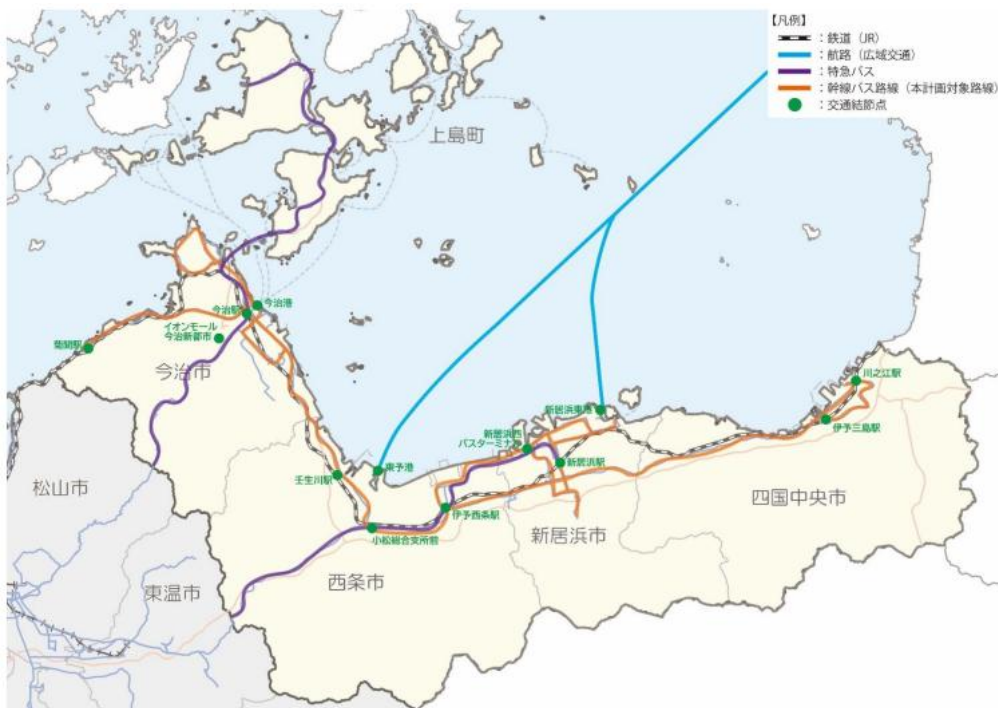 【凡例】
：鉄道（JR）
：航路（広域交通）
：特急バス
：幹線バス路線（本計画対象路線）
：交通結節点
上島町
今治港
今治駅
イオンモール
今治新都市
菊間駅
今治市
川之江駅
新居浜東港
伊予三島駅
新居浜西
バスターミナル
新居浜駅
東予港
壬生川駅
松山市
四国中央市
伊予西条駅
小松総合支所前
新居浜市
西条市
東温市